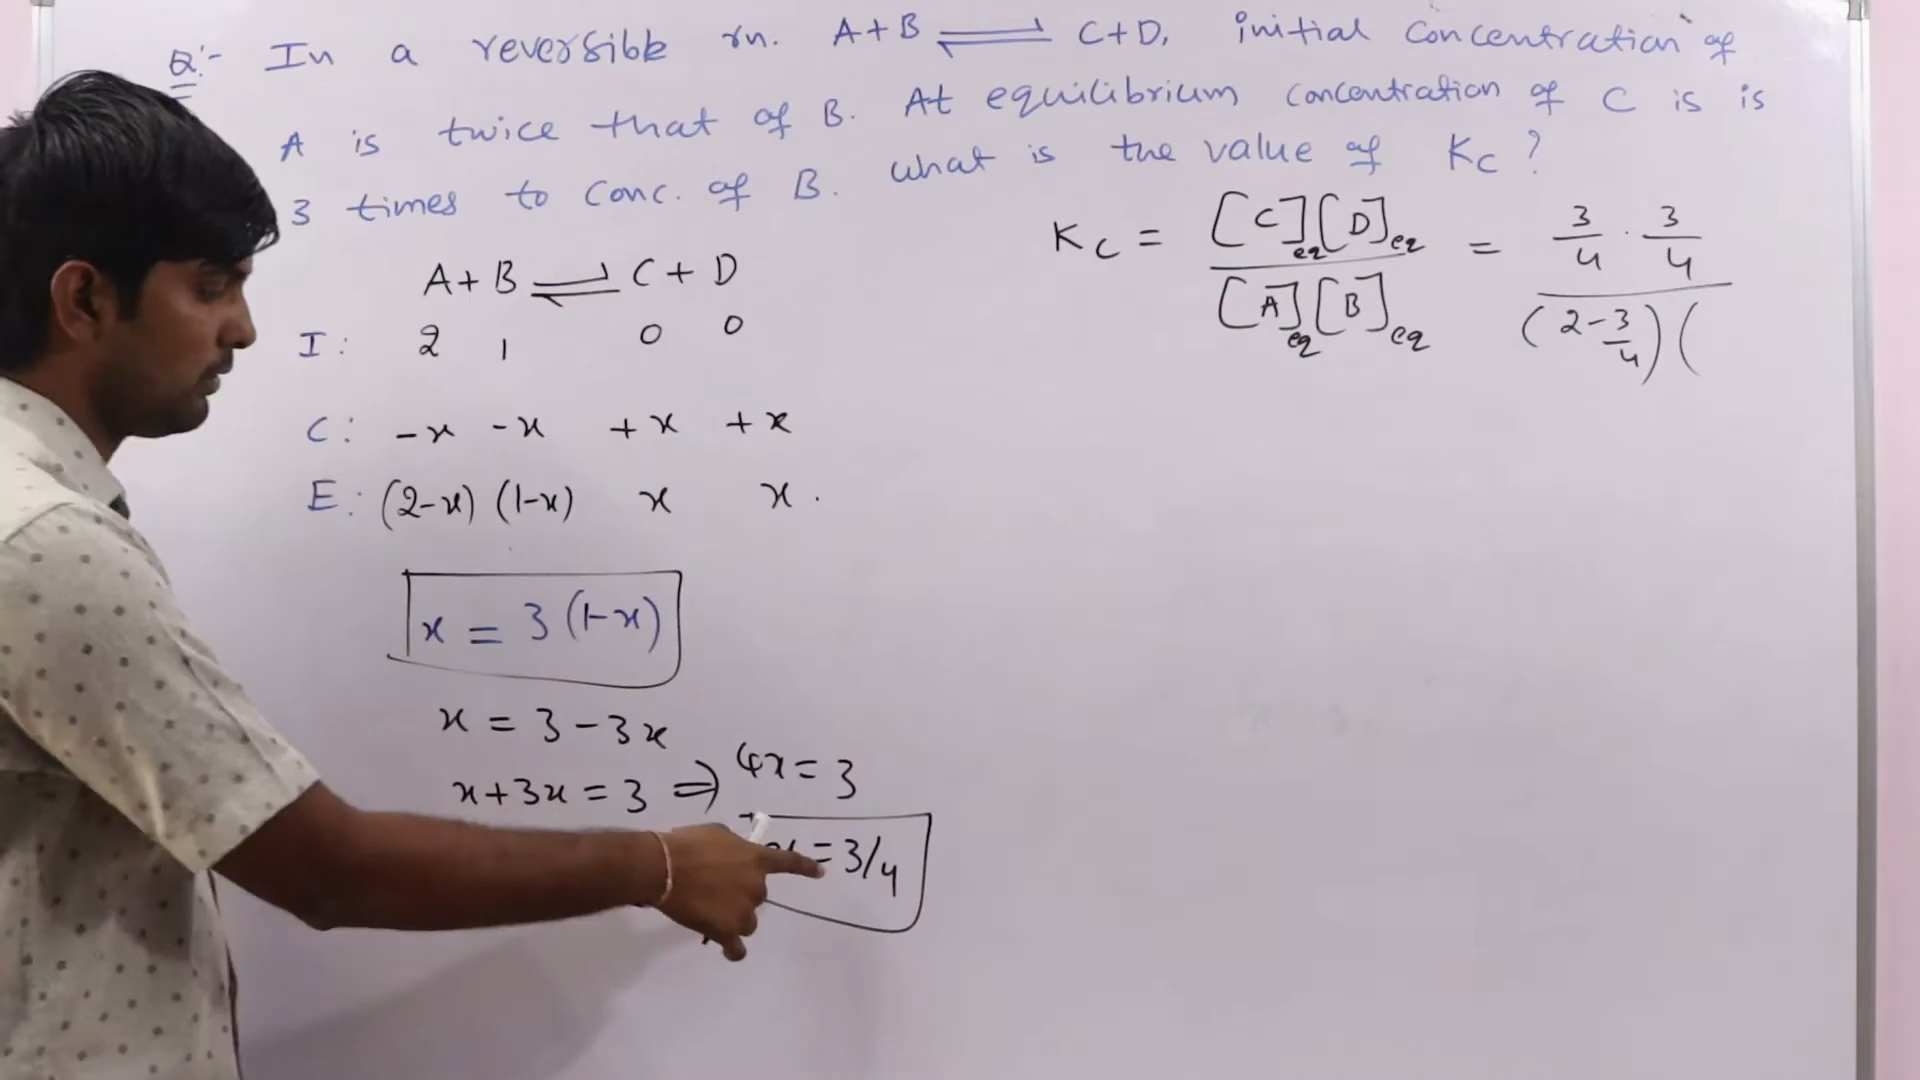 Q:- In a reversible rn. A+B ⇌ C+D, initial concentration of
A is twice that of B. At equilibrium concentration of C is is
3 times to conc. of B. what is the value of Kc ?
Kc = [C]eq[D]eq / [A]eq[B]eq = 3/4 · 3/4 / (2-3/4)(
A+B ⇌ C+D
I: 2 1 0 0
C: -x -x +x +x
E: (2-x) (1-x) x x.
x = 3(1-x)
x = 3-3x
x+3x = 3 ⇒ 4x = 3
= 3/4